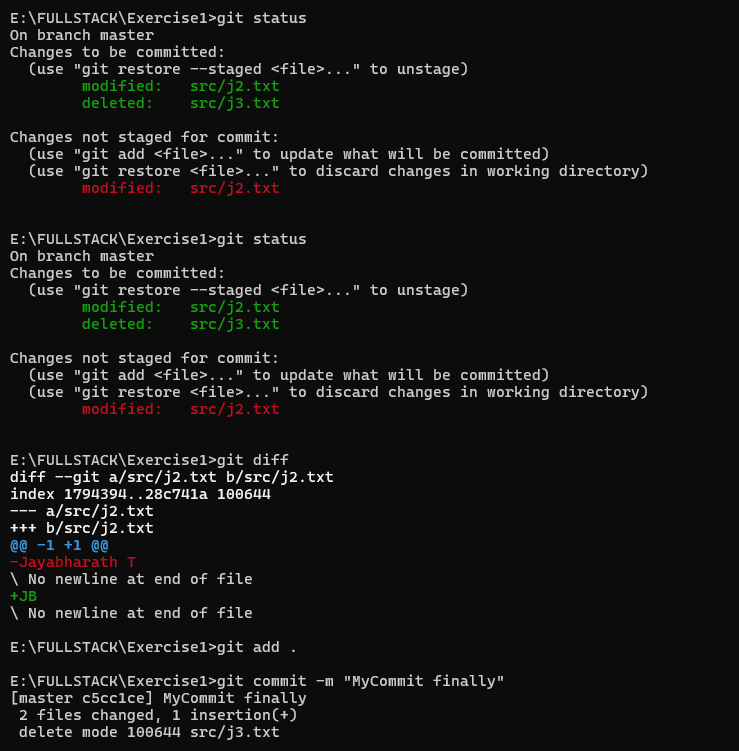 E:\FULLSTACK\Exercise1>git status
On branch master
Changes to be committed:
  (use "git restore --staged <file>..." to unstage)
        modified:   src/j2.txt
        deleted:    src/j3.txt

Changes not staged for commit:
  (use "git add <file>..." to update what will be committed)
  (use "git restore <file>..." to discard changes in working directory)
        modified:   src/j2.txt


E:\FULLSTACK\Exercise1>git status
On branch master
Changes to be committed:
  (use "git restore --staged <file>..." to unstage)
        modified:   src/j2.txt
        deleted:    src/j3.txt

Changes not staged for commit:
  (use "git add <file>..." to update what will be committed)
  (use "git restore <file>..." to discard changes in working directory)
        modified:   src/j2.txt


E:\FULLSTACK\Exercise1>git diff
diff --git a/src/j2.txt b/src/j2.txt
index 1794394..28c741a 100644
--- a/src/j2.txt
+++ b/src/j2.txt
@@ -1 +1 @@
-Jayabharath T
\ No newline at end of file
+JB
\ No newline at end of file

E:\FULLSTACK\Exercise1>git add .

E:\FULLSTACK\Exercise1>git commit -m "MyCommit finally"
[master c5cc1ce] MyCommit finally
 2 files changed, 1 insertion(+)
 delete mode 100644 src/j3.txt